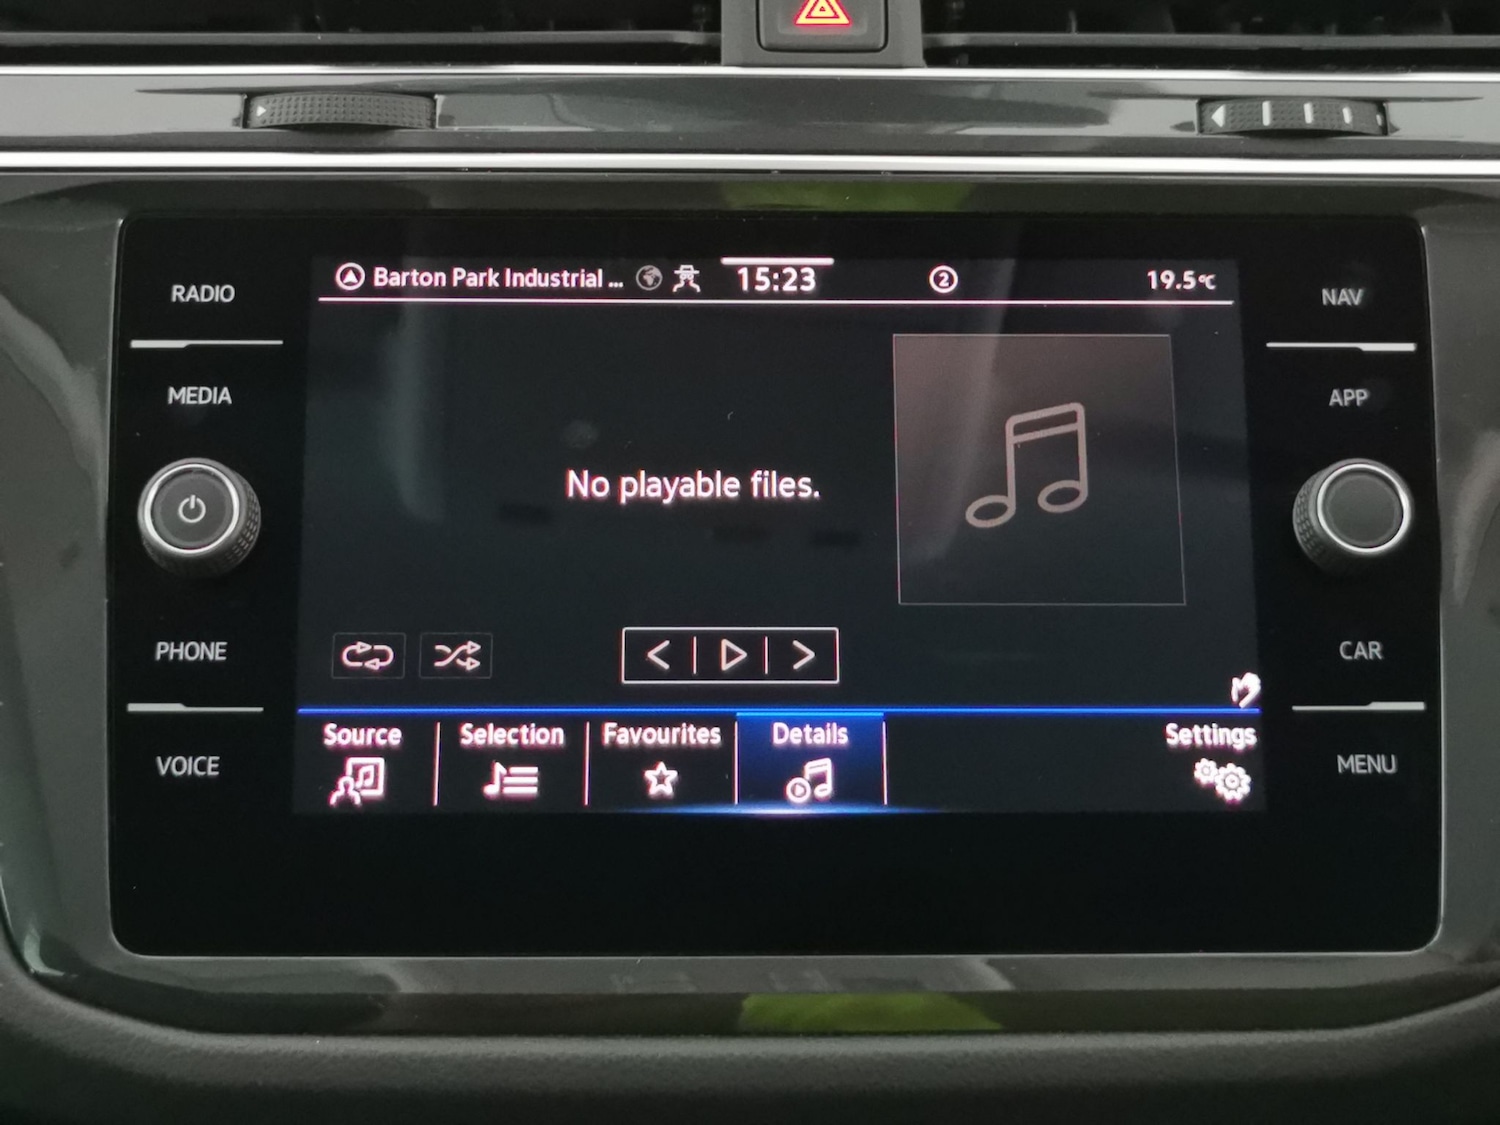 Barton Park Industrial ...
15:23
2
19.5°C
RADIO
NAV
MEDIA
APP
No playable files.
PHONE
CAR
Source
Selection
Favourites
Details
Settings
VOICE
MENU